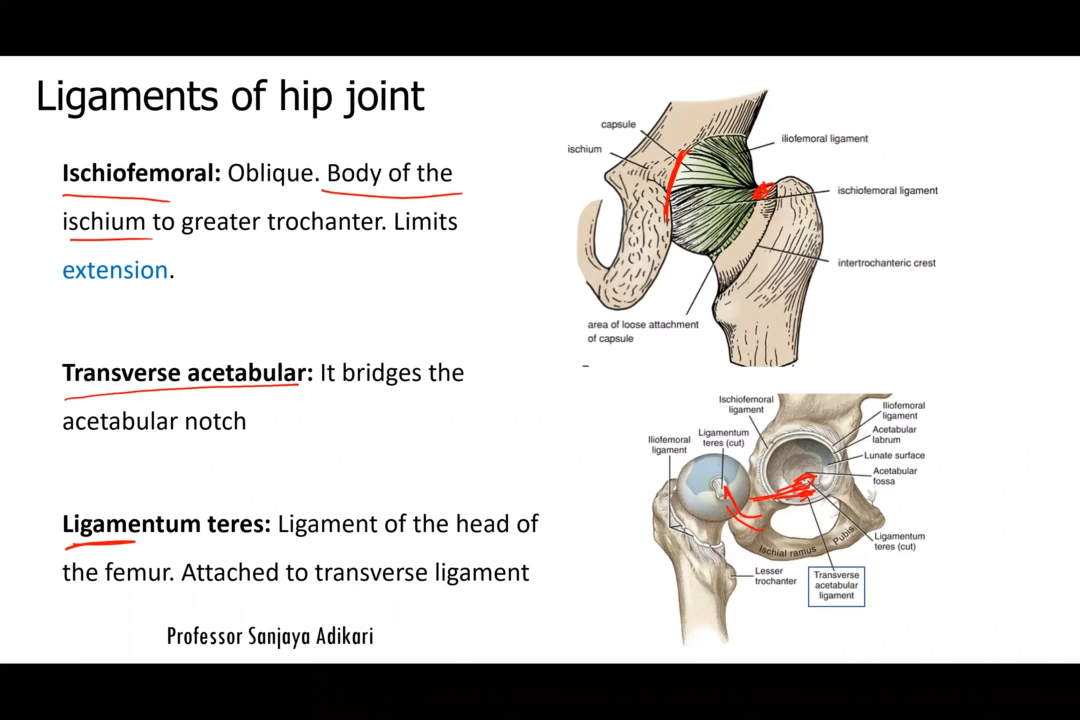 Ligaments of hip joint
Ischiofemoral: Oblique. Body of the
ischium to greater trochanter. Limits
extension.
Transverse acetabular: It bridges the
acetabular notch
Ligamentum teres: Ligament of the head of
the femur. Attached to transverse ligament
Professor Sanjaya Adikari
capsule
ischium
iliofemoral ligament
ischiofemoral ligament
intertrochanteric crest
area of loose attachment
of capsule
Ischiofemoral
ligament
Ligamentum
teres (cut)
Iliofemoral
ligament
Iliofemoral
ligament
Acetabular
labrum
Lunate surface
Acetabular
fossa
Ligamentum
teres (cut)
Pubis
Ischial ramus
Lesser
trochanter
Transverse
acetabular
ligament